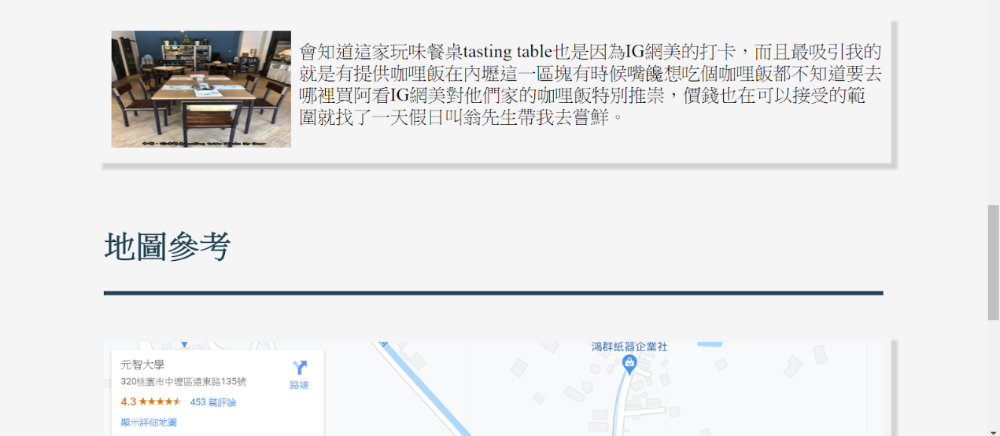 會知道這家玩味餐桌tasting table也是因為IG網美的打卡，而且最吸引我的
就是有提供咖哩飯在內壢這一區塊有時候嘴饞想吃個咖哩飯都不知道要去
哪裡買阿看IG網美對他們家的咖哩飯特別推崇，價錢也在可以接受的範
圍就找了一天假日叫翁先生帶我去嘗鮮。
地圖參考
鴻群紙器企業社
元智大學
320桃園市中壢區遠東路135號
路線
4.3 453 篇評論
顯示詳細地圖